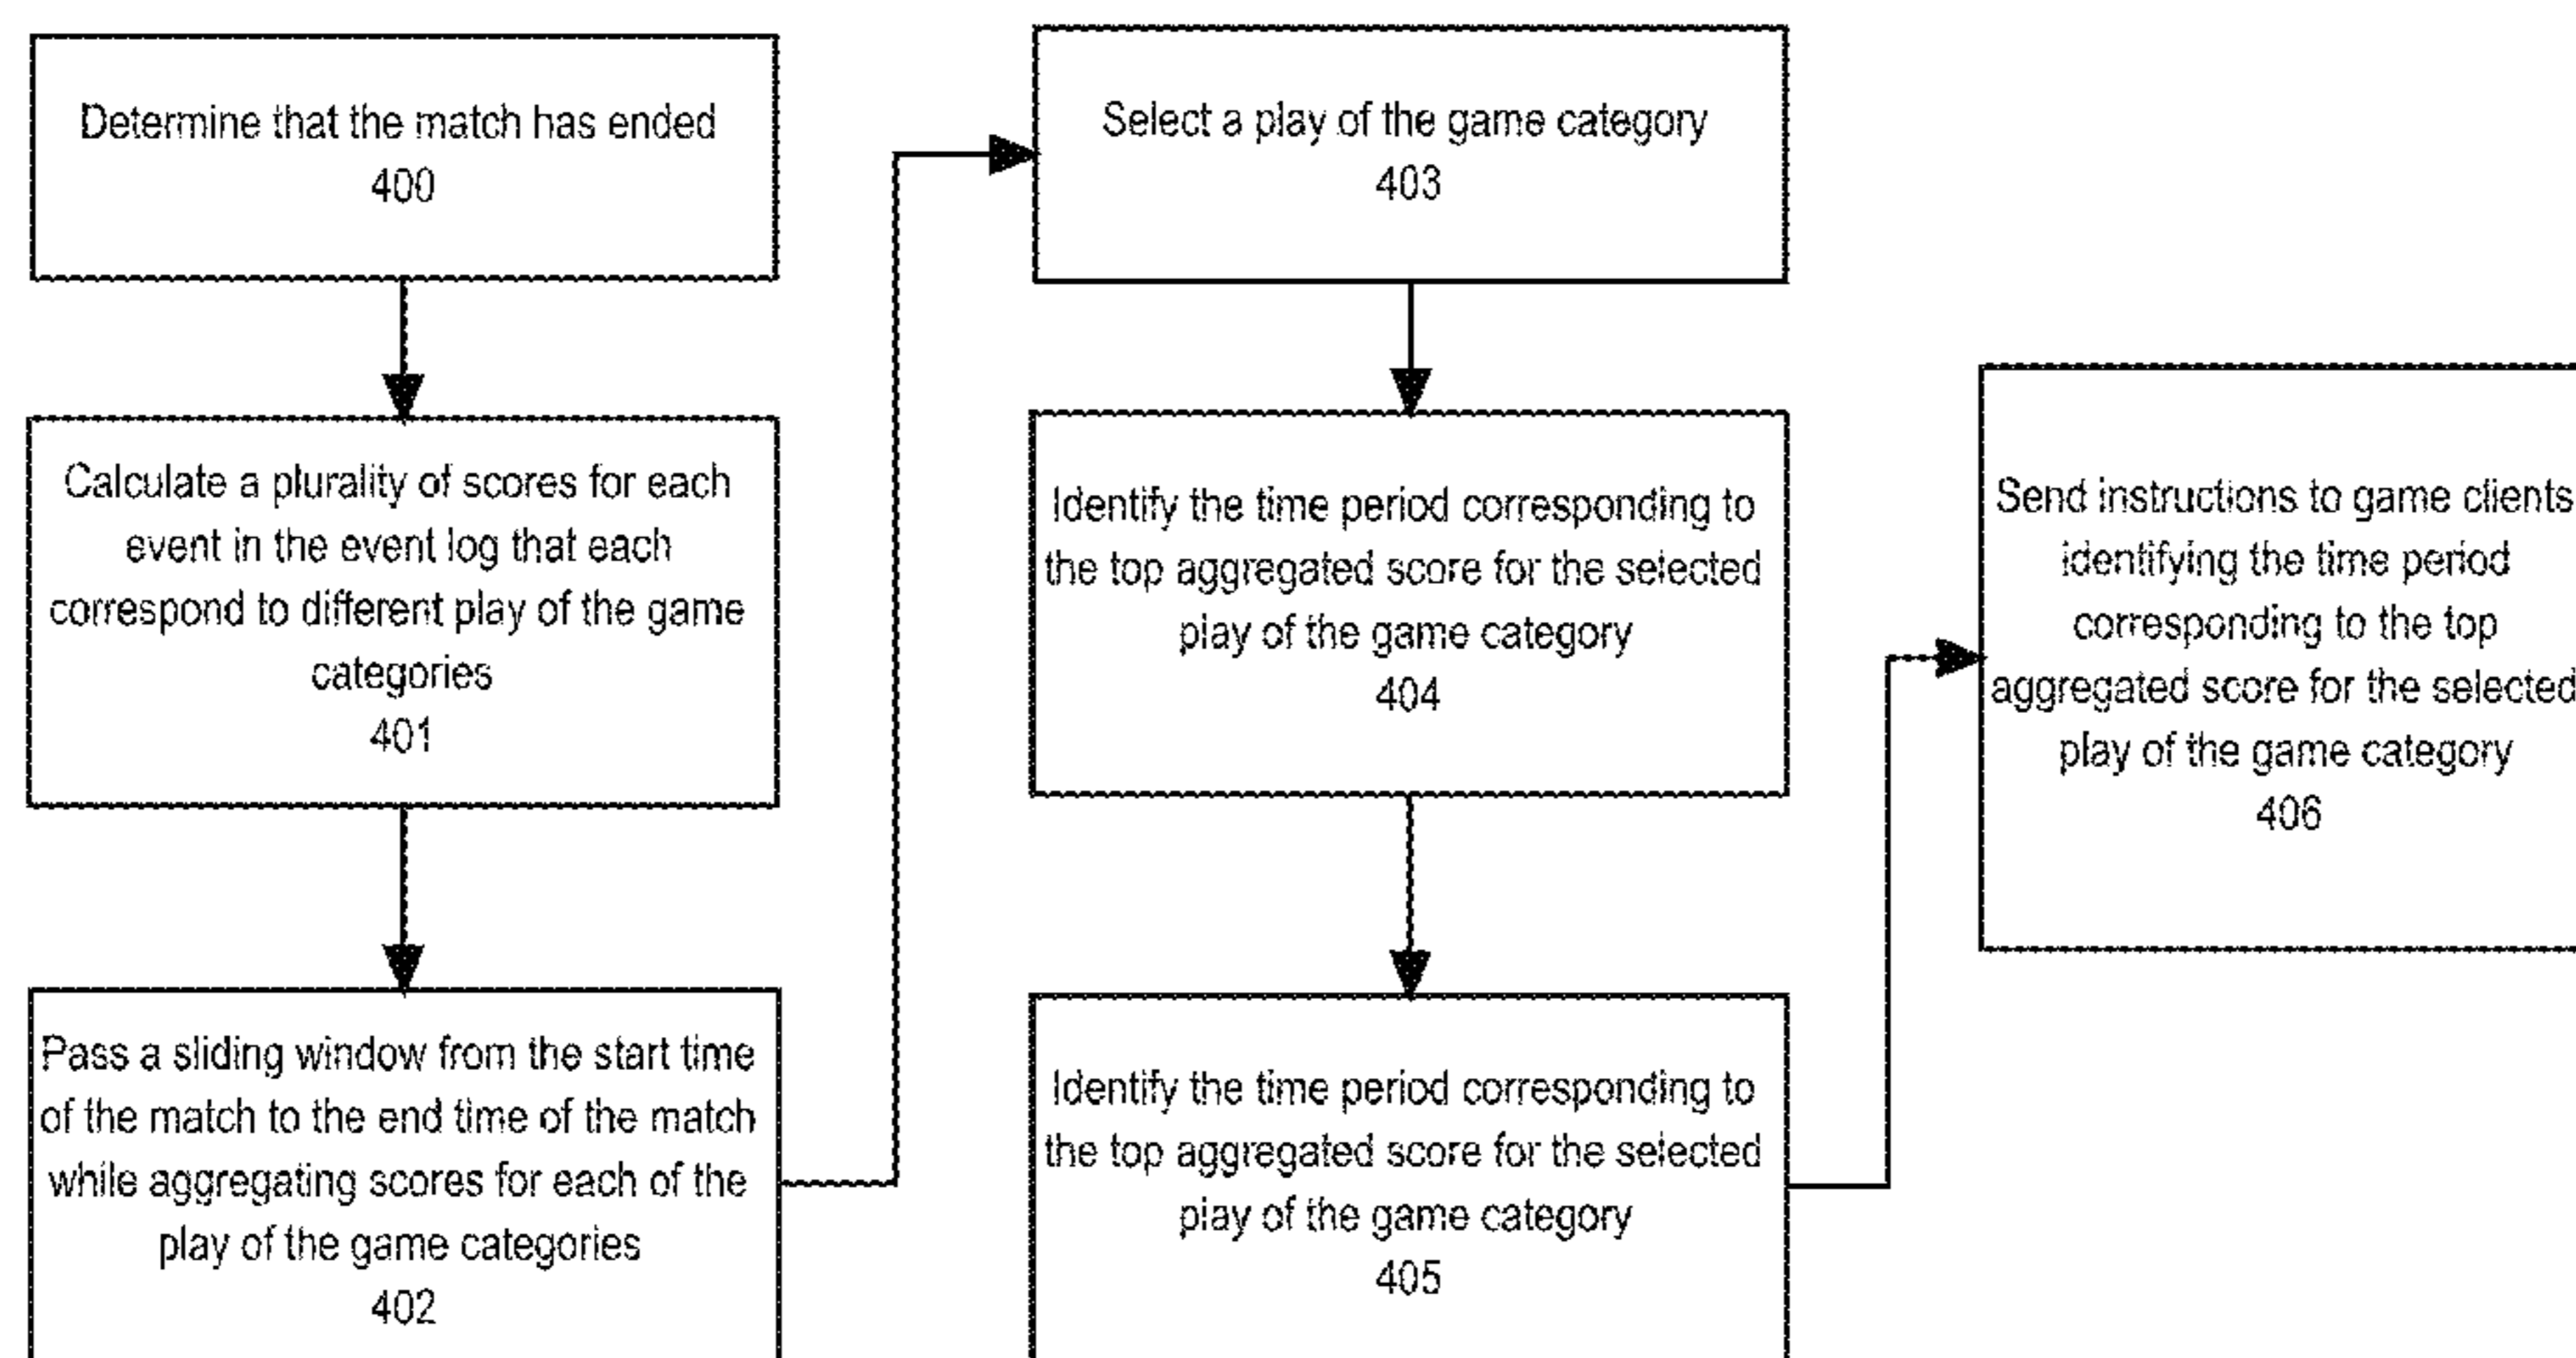 Determine that the match has ended
400
Calculate a plurality of scores for each
event in the event log that each
correspond to different play of the game
categories
401
Pass a sliding window from the start time
of the match to the end time of the match
while aggregating scores for each of the
play of the game categories
402
Select a play of the game category
403
Identify the time period corresponding to
the top aggregated score for the selected
play of the game category
404
Identify the time period corresponding to
the top aggregated score for the selected
play of the game category
405
Send instructions to game clients
identifying the time period
corresponding to the top
aggregated score for the selected
play of the game category
406